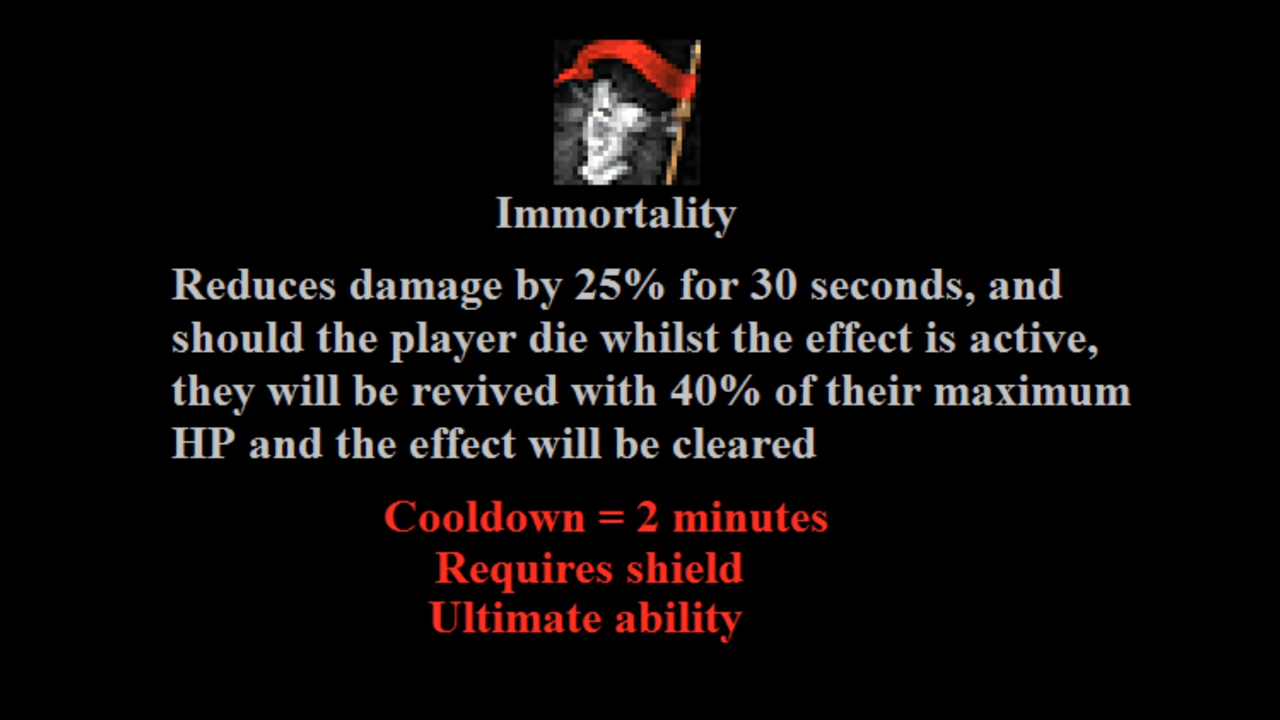 Immortality
Reduces damage by 25% for 30 seconds, and
should the player die whilst the effect is active,
they will be revived with 40% of their maximum
HP and the effect will be cleared
Cooldown = 2 minutes
Requires shield
Ultimate ability